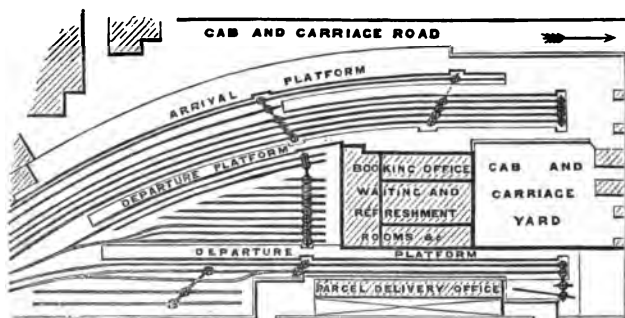 CAB AND CARRIAGE ROAD
ARRIVAL PLATFORM
DEPARTURE PLATFORM
BOOKING OFFICE
WAITING AND
REFRESHMENT
ROOMS &c
CAB AND
CARRIAGE
YARD
DEPARTURE PLATFORM
PARCEL DELIVERY OFFICE